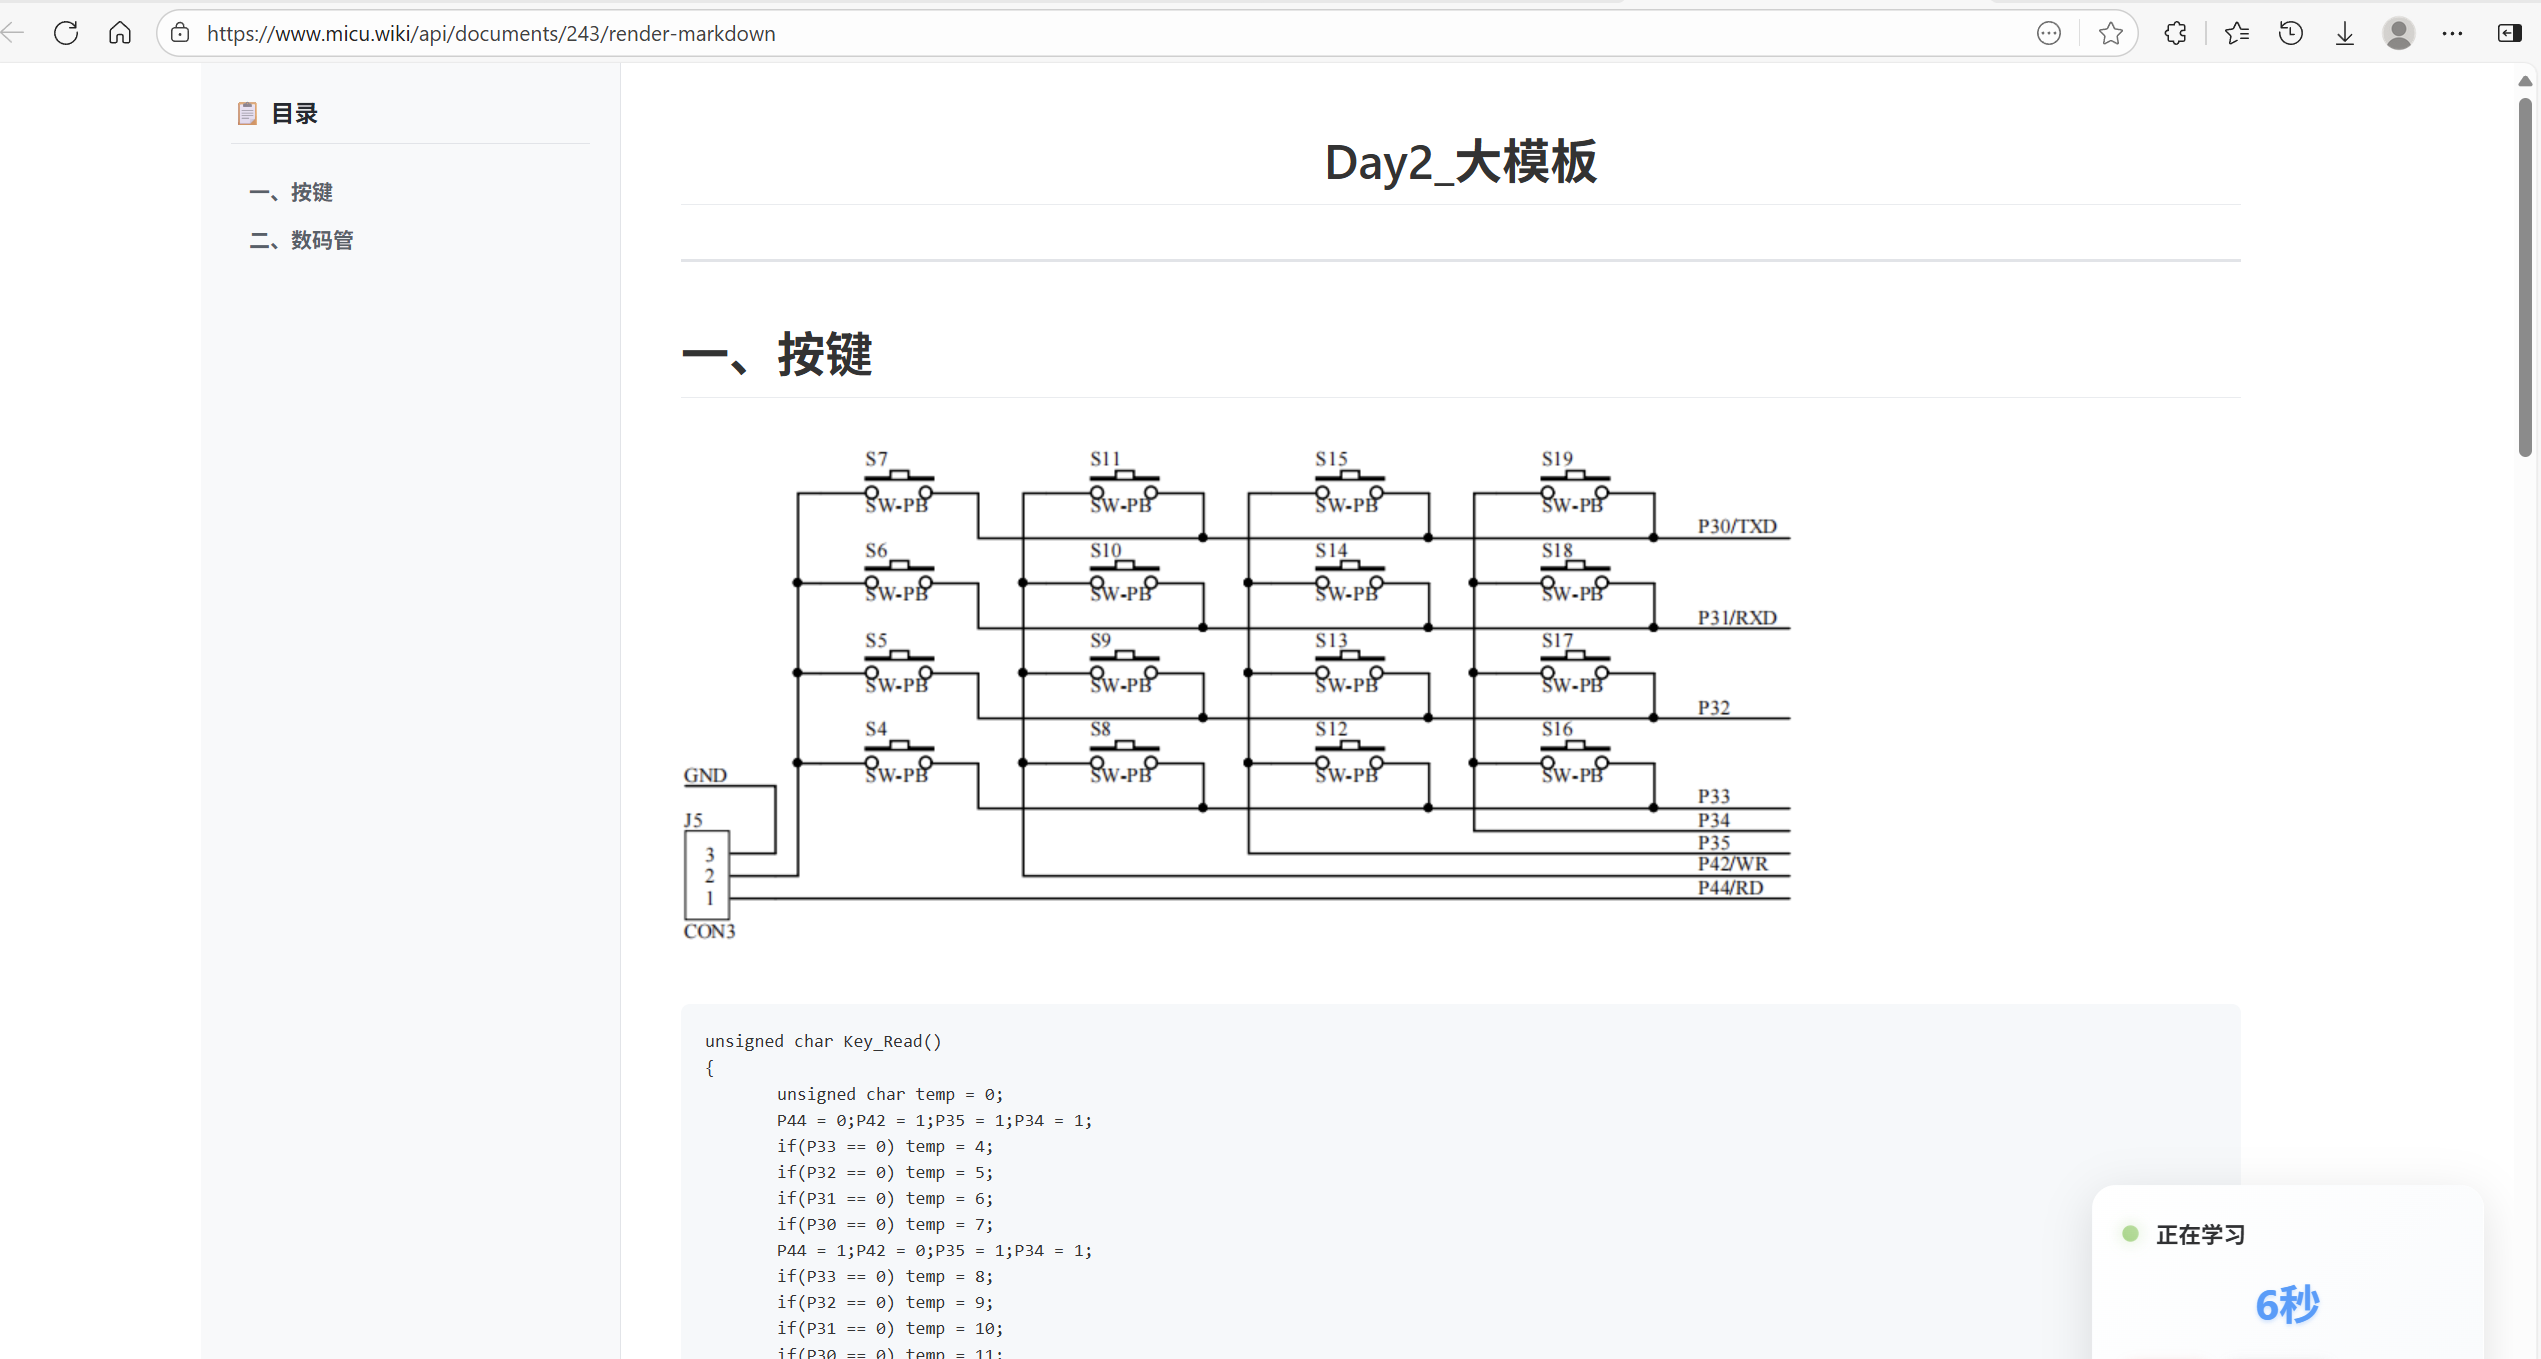 https://www.micu.wiki/api/documents/243/render-markdown
目录
一、按键
二、数码管
Day2_大模板
一、按键
S7 S11 S15 S19
SW-PB SW-PB SW-PB SW-PB
P30/TXD
S6 S10 S14 S18
SW-PB SW-PB SW-PB SW-PB
P31/RXD
S5 S9 S13 S17
SW-PB SW-PB SW-PB SW-PB
P32
S4 S8 S12 S16
SW-PB SW-PB SW-PB SW-PB
GND
P33
J5
P34
P35
3
P42/WR
2
P44/RD
1
CON3
unsigned char Key_Read()
{
unsigned char temp = 0;
P44 = 0;P42 = 1;P35 = 1;P34 = 1;
if(P33 == 0) temp = 4;
if(P32 == 0) temp = 5;
if(P31 == 0) temp = 6;
if(P30 == 0) temp = 7;
P44 = 1;P42 = 0;P35 = 1;P34 = 1;
if(P33 == 0) temp = 8;
if(P32 == 0) temp = 9;
if(P31 == 0) temp = 10;
if(P30 == 0) temp = 11;
正在学习
6秒